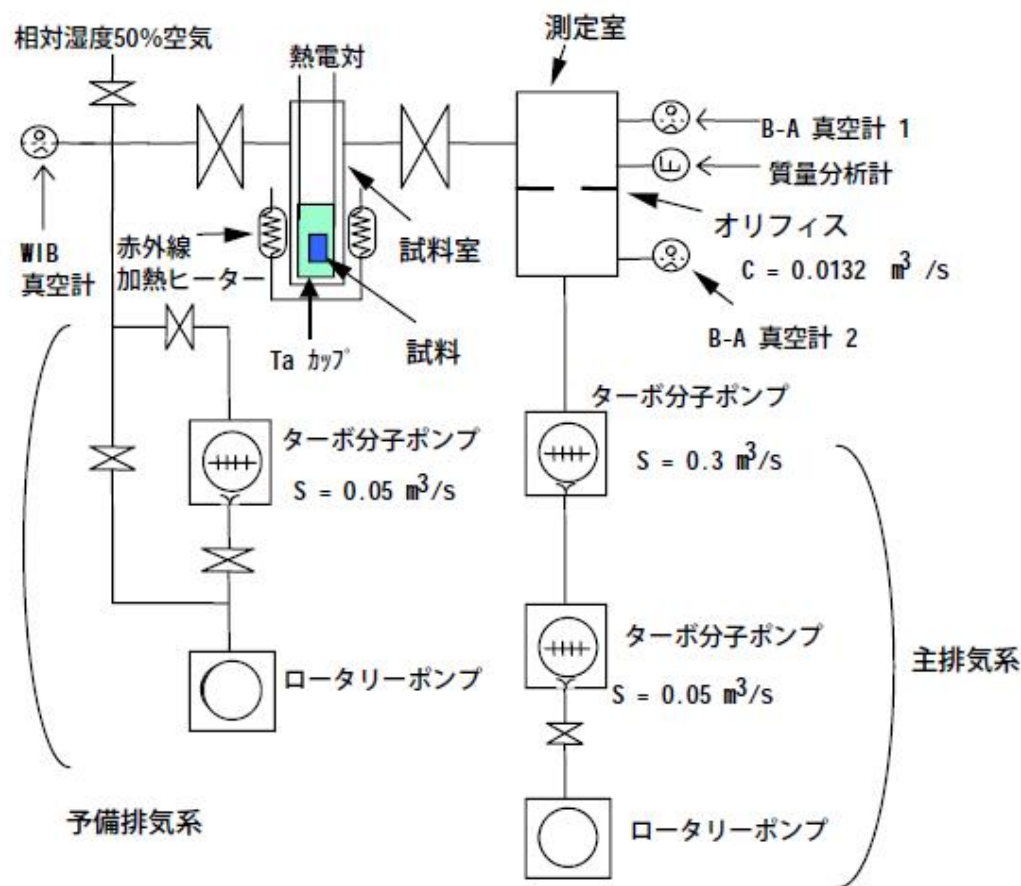 相対湿度50%空気
熱電対
測定室
B-A 真空計 1
質量分析計
オリフィス
C = 0.0132 m³ /s
B-A 真空計 2
WIB
真空計
赤外線
加熱ヒーター
試料室
Ta カップ
試料
ターボ分子ポンプ
S = 0.05 m³/s
ターボ分子ポンプ
S = 0.3 m³/s
ターボ分子ポンプ
S = 0.05 m³/s
主排気系
ロータリーポンプ
予備排気系
ロータリーポンプ